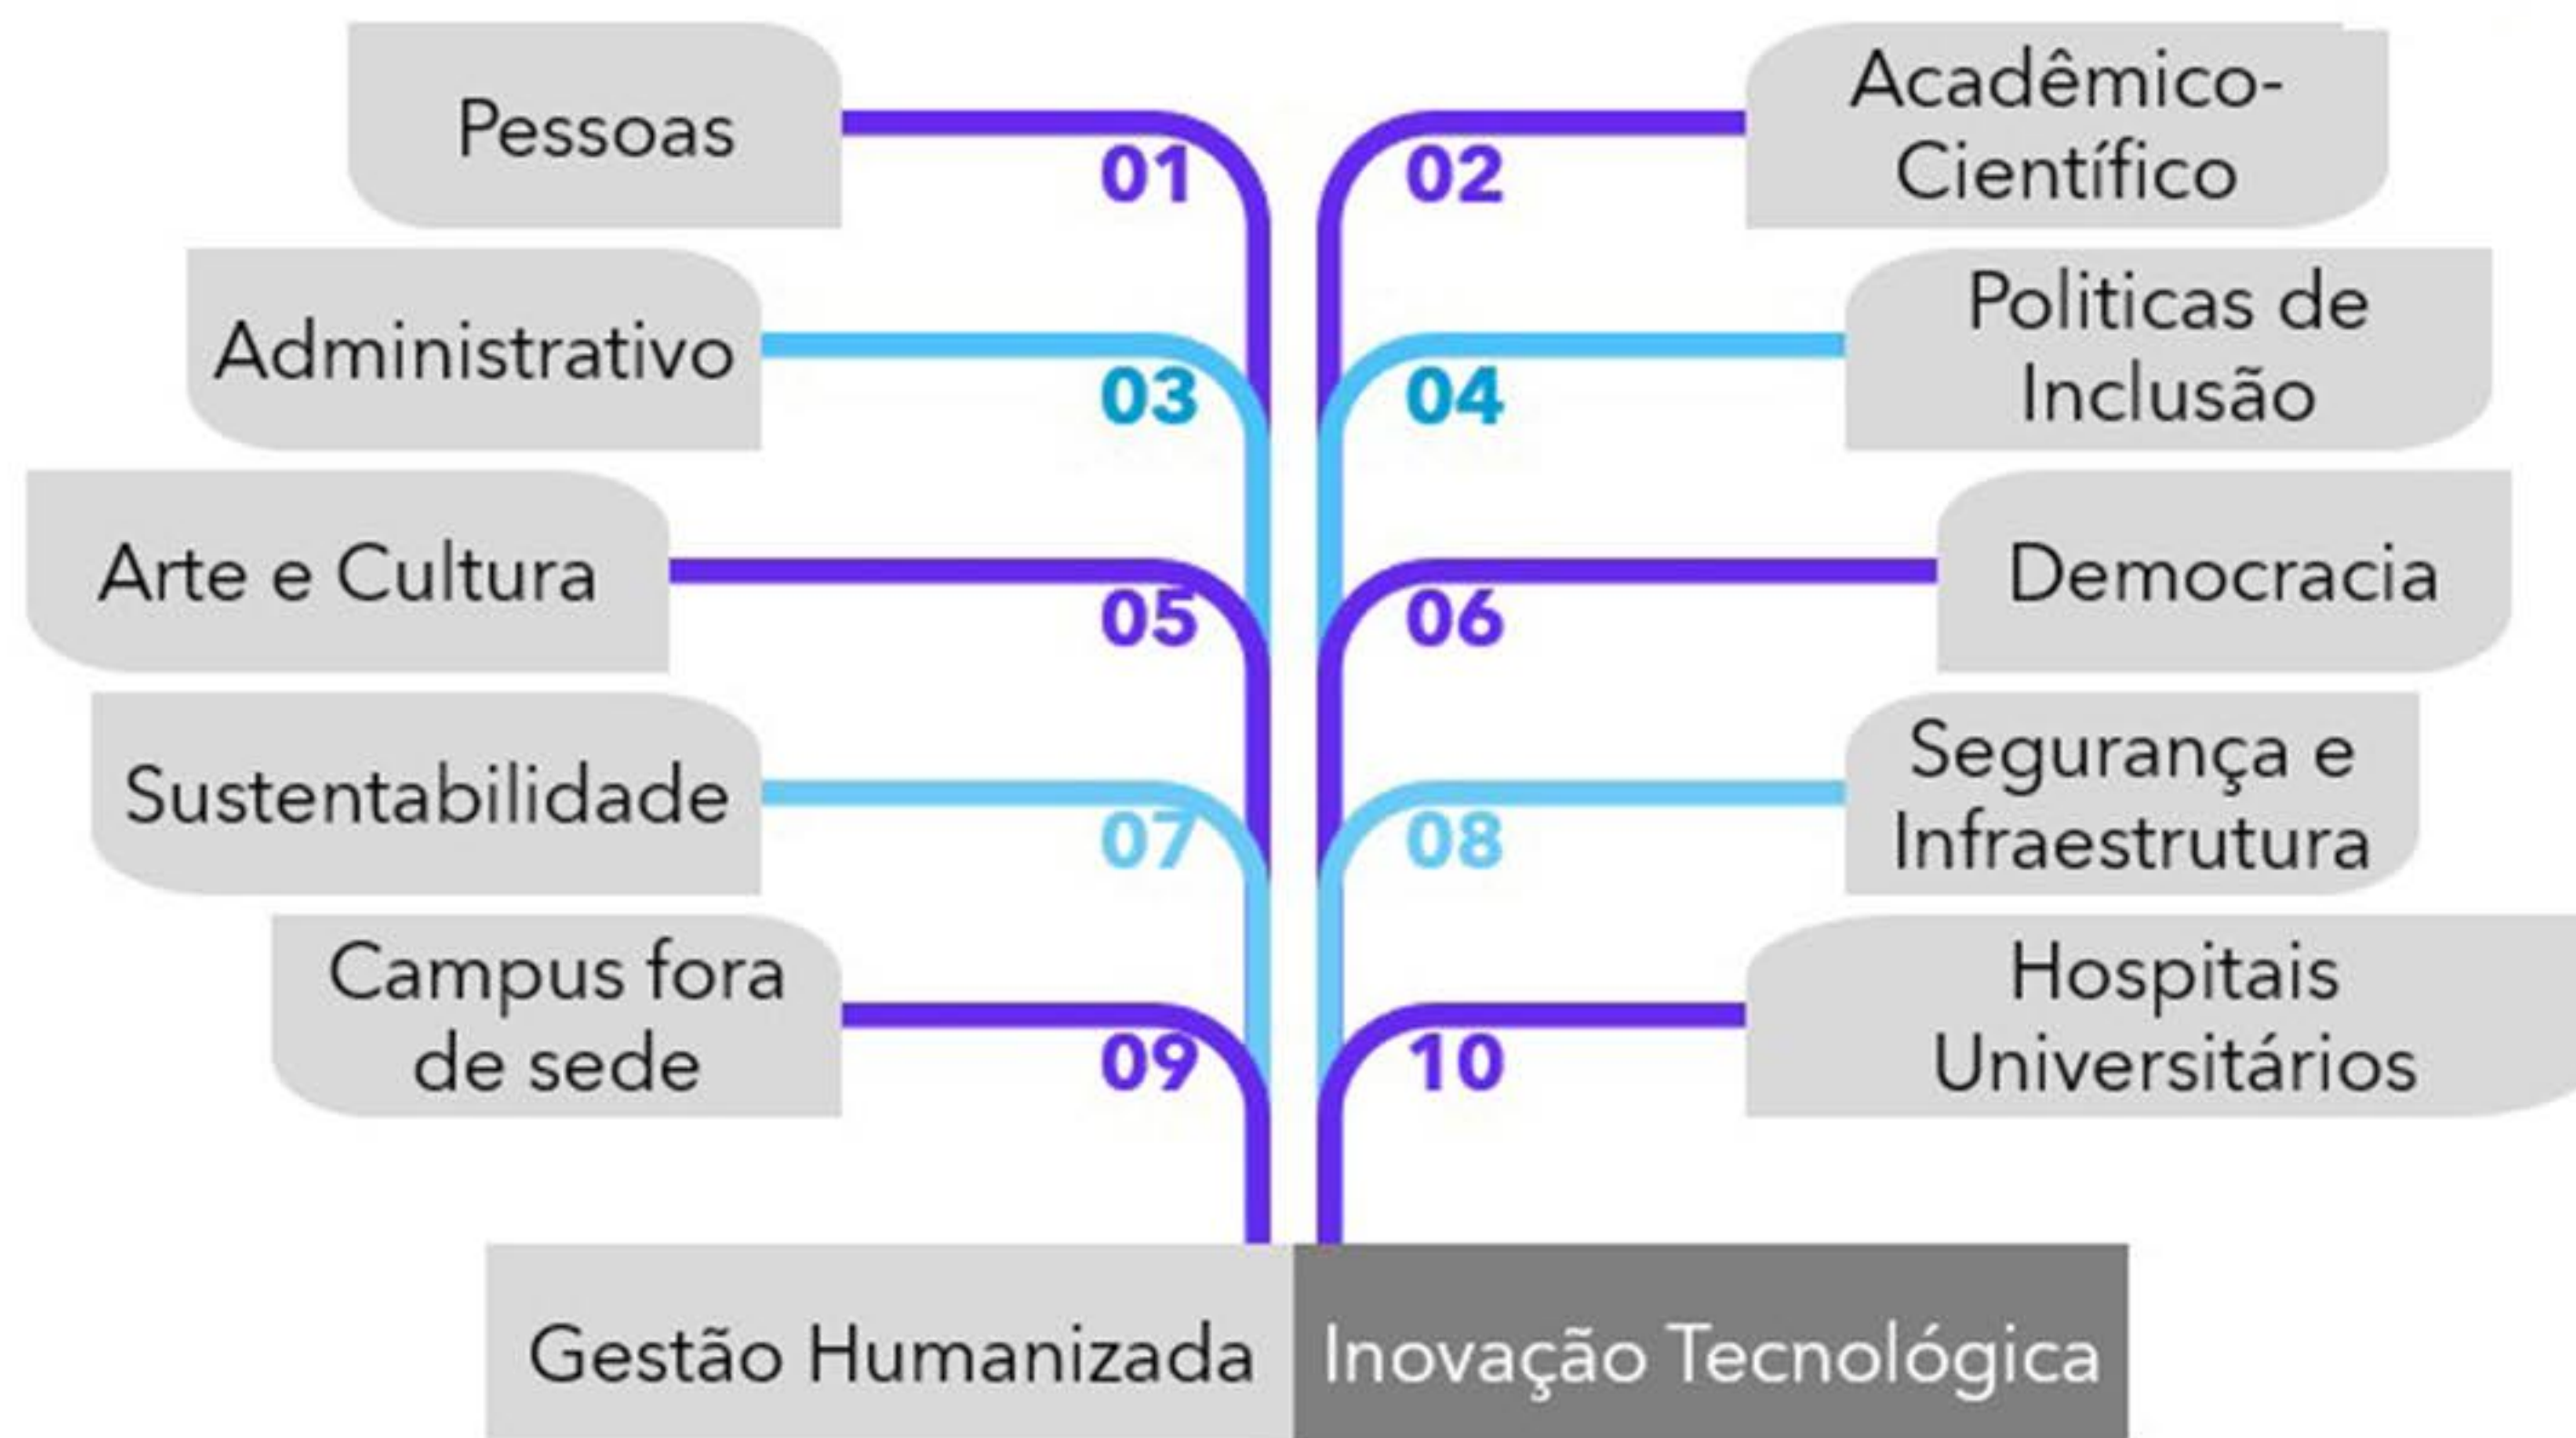 Pessoas
01
02
Acadêmico-
Científico
Administrativo
03
04
Politicas de
Inclusão
Arte e Cultura
05
06
Democracia
Sustentabilidade
07
08
Segurança e
Infraestrutura
Campus fora
de sede
09
10
Hospitais
Universitários
Gestão Humanizada
Inovação Tecnológica